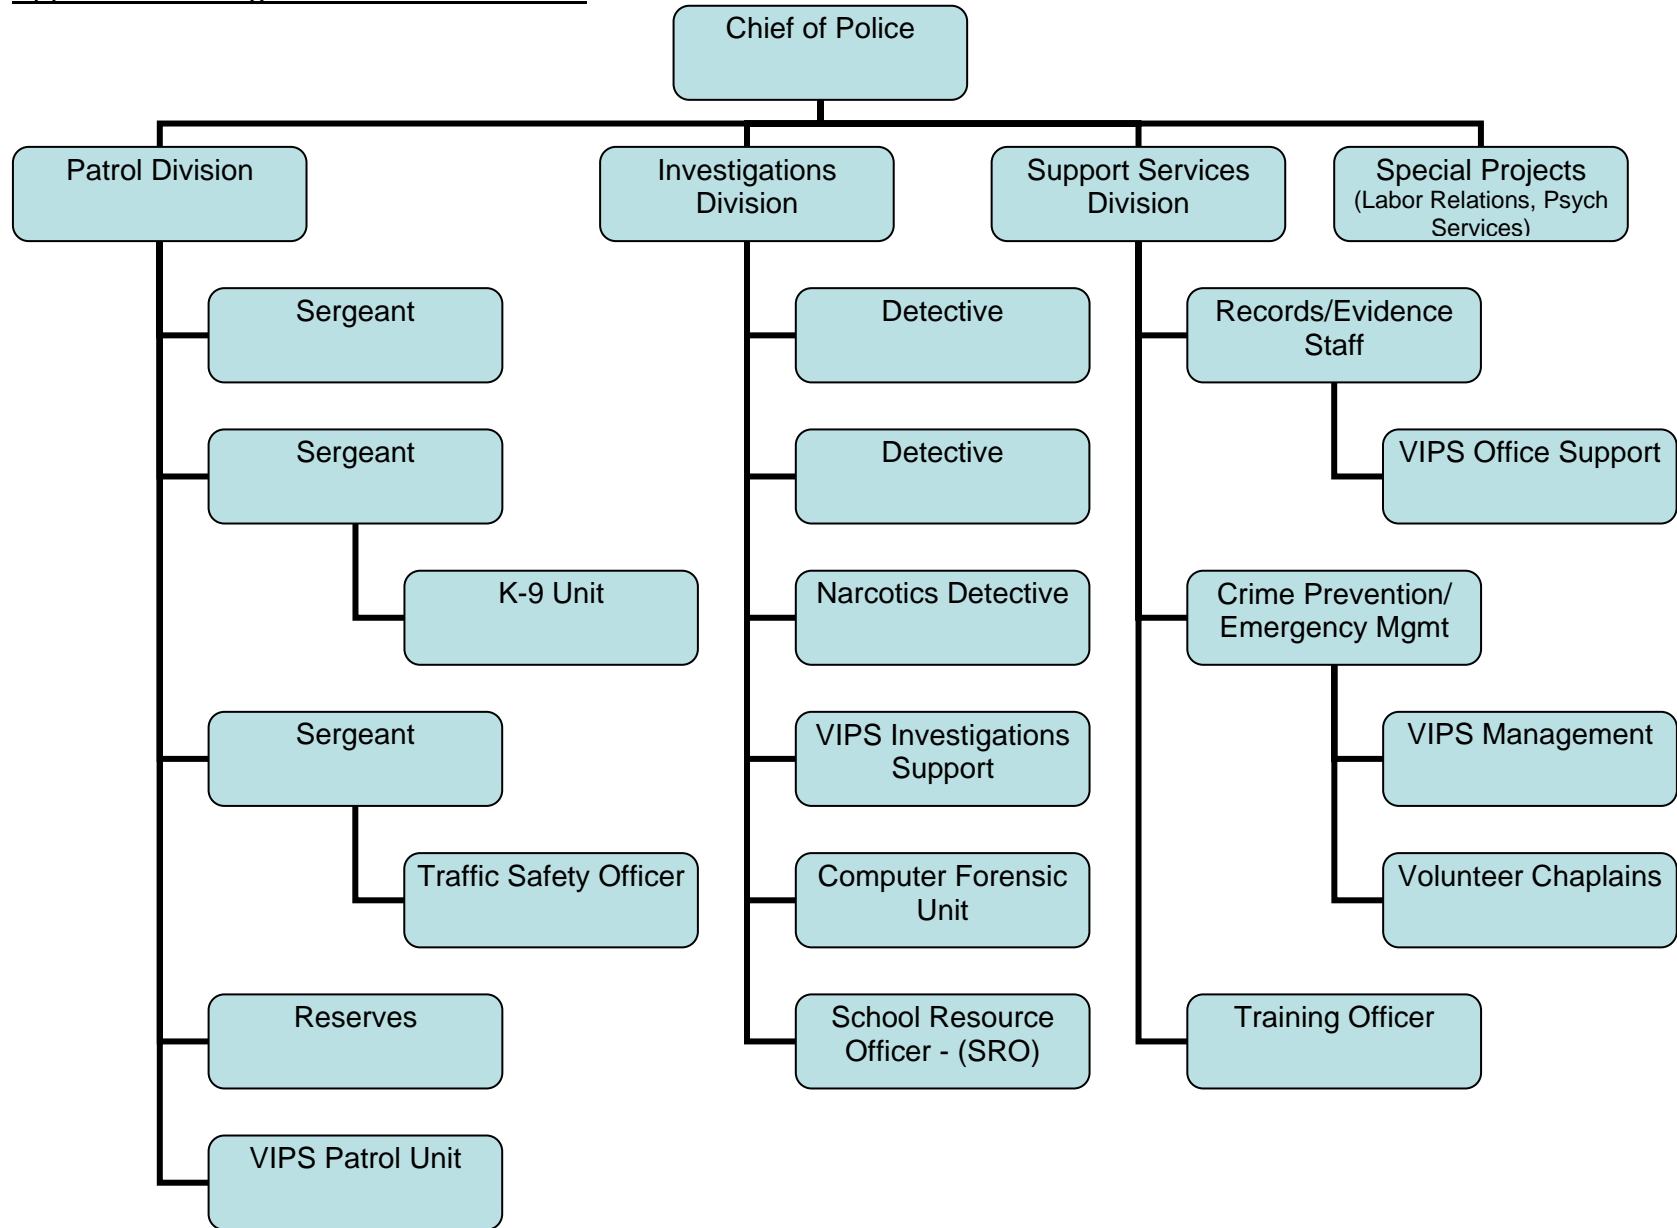 Chief of Police
Patrol Division
Investigations
Division
Support Services
Division
Special Projects
(Labor Relations, Psych
Services)
Sergeant
Detective
Records/Evidence
Staff
Sergeant
Detective
VIPS Office Support
K-9 Unit
Narcotics Detective
Crime Prevention/
Emergency Mgmt
Sergeant
VIPS Investigations
Support
VIPS Management
Traffic Safety Officer
Computer Forensic
Unit
Volunteer Chaplains
Reserves
School Resource
Officer - (SRO)
Training Officer
VIPS Patrol Unit